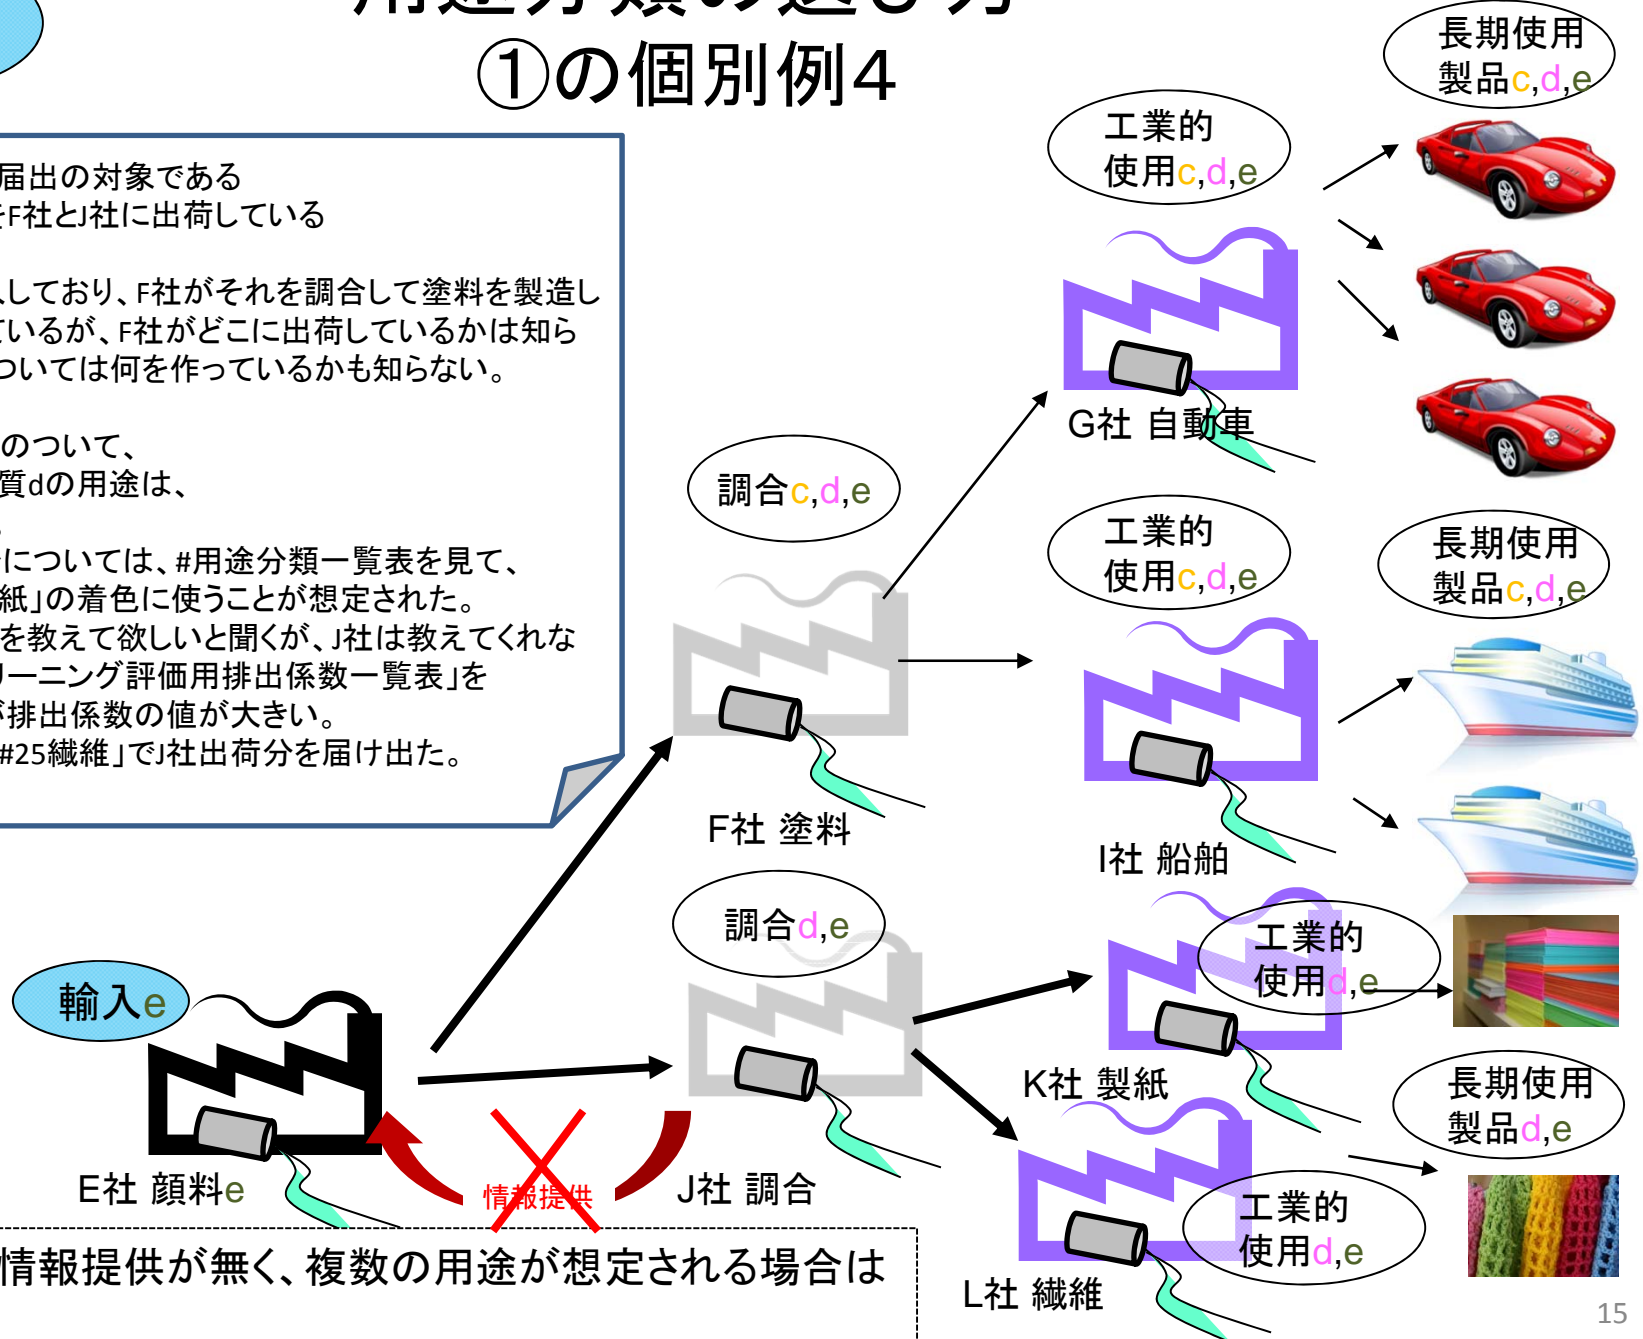 用途分類の選び方
①の個別例4
届出の対象である
をF社とJ社に出荷している
しており、F社がそれを調合して塗料を製造し
ているが、F社がどこに出荷しているかは知ら
ついては何を作っているかも知らない。
のついて、
質dの用途は、
については、#用途分類一覧表を見て、
紙」の着色に使うことが想定された。
を教えて欲しいと聞くが、J社は教えてくれな
リーニング評価用排出係数一覧表」を
が排出係数の値が大きい。
#25繊維」でJ社出荷分を届け出た。
長期使用
製品c,d,e
工業的
使用c,d,e
G社 自動車
調合c,d,e
工業的
使用c,d,e
長期使用
製品c,d,e
F社 塗料
I社 船舶
調合d,e
工業的
使用d,e
輸入e
K社 製紙
長期使用
製品d,e
E社 顔料e
情報提供
J社 調合
工業的
使用d,e
L社 繊維
情報提供が無く、複数の用途が想定される場合は
15